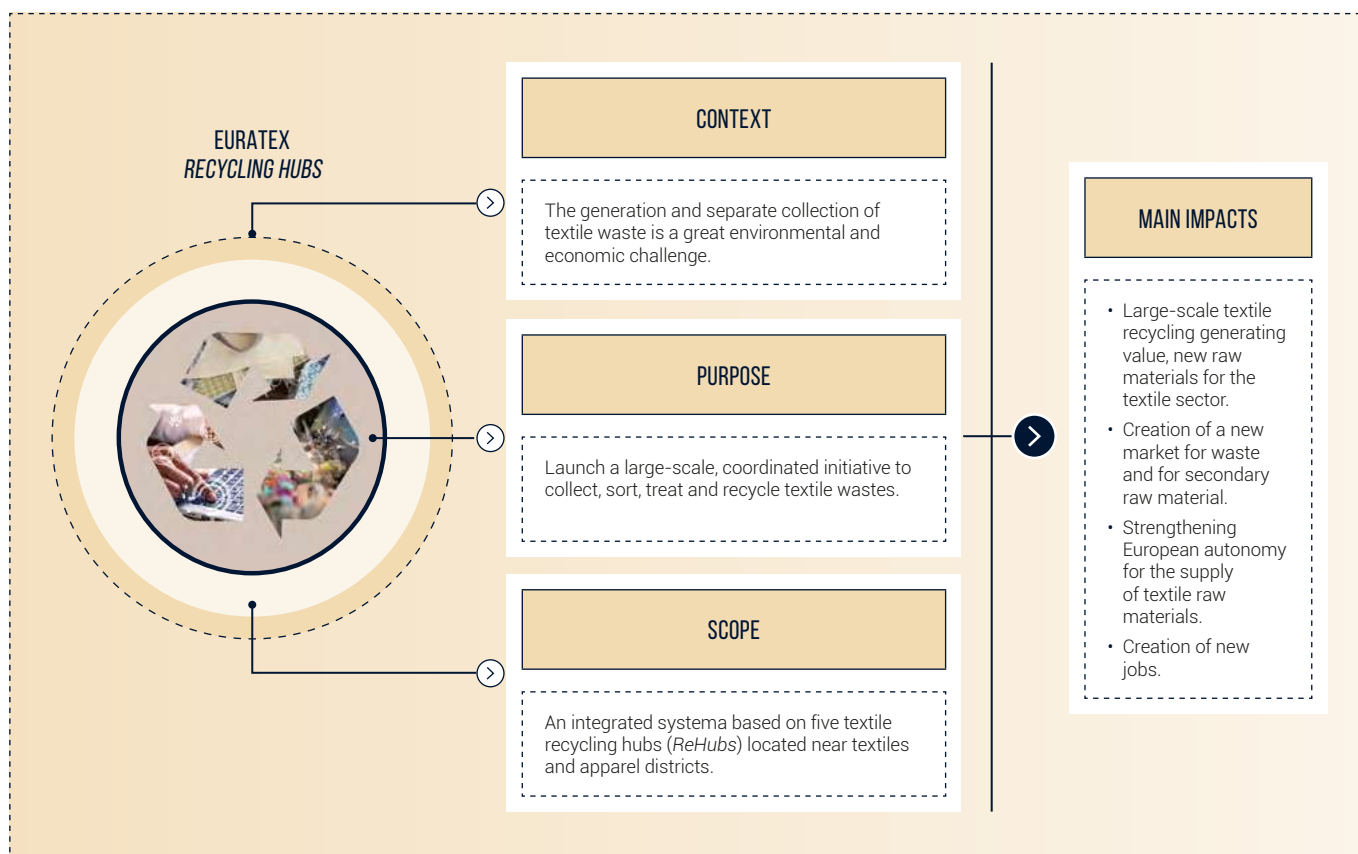 EURATEX
RECYCLING HUBS
CONTEXT
The generation and separate collection of
textile waste is a great environmental and
economic challenge.
PURPOSE
Launch a large-scale, coordinated initiative to
collect, sort, treat and recycle textile wastes.
SCOPE
An integrated systema based on five textile
recycling hubs (ReHubs) located near textiles
and apparel districts.
MAIN IMPACTS
• Large-scale textile
recycling generating
value, new raw
materials for the
textile sector.
• Creation of a new
market for waste
and for secondary
raw material.
• Strengthening
European autonomy
for the supply
of textile raw
materials.
• Creation of new
jobs.